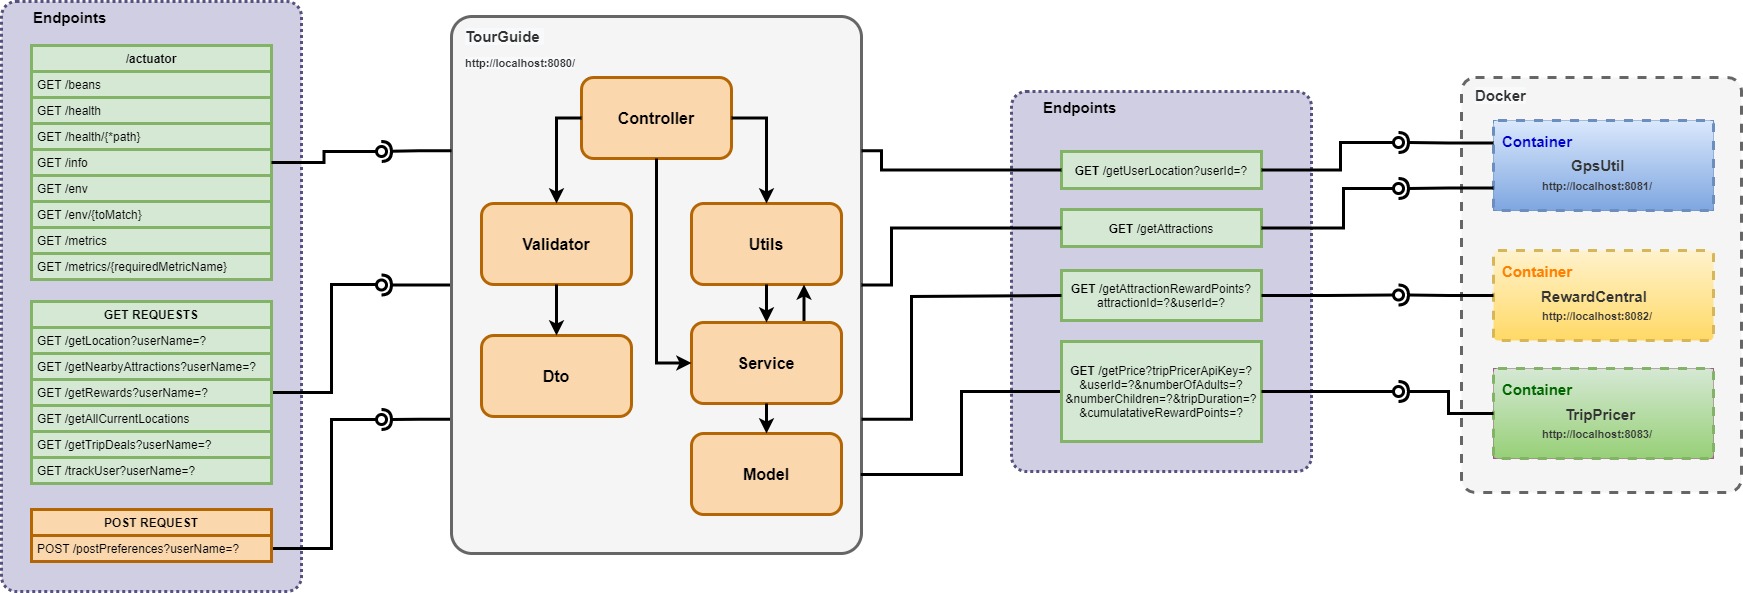 Endpoints
/actuator
GET /beans
GET /health
GET /health/{*path}
GET /info
GET /env
GET /env/{toMatch}
GET /metrics
GET /metrics/{requiredMetricName}
GET REQUESTS
GET /getLocation?userName=?
GET /getNearbyAttractions?userName=?
GET /getRewards?userName=?
GET /getAllCurrentLocations
GET /getTripDeals?userName=?
GET /trackUser?userName=?
POST REQUEST
POST /postPreferences?userName=?
TourGuide
http://localhost:8080/
Controller
Validator
Utils
Dto
Service
Model
Endpoints
GET /getUserLocation?userId=?
GET /getAttractions
GET /getAttractionRewardPoints?
attractionId=?&userId=?
GET /getPrice?tripPricerApiKey=?
&userId=?&numberOfAdults=?
&numberChildren=?&tripDuration=?
&cumulatativeRewardPoints=?
Docker
Container
GpsUtil
http://localhost:8081/
Container
RewardCentral
http://localhost:8082/
Container
TripPricer
http://localhost:8083/